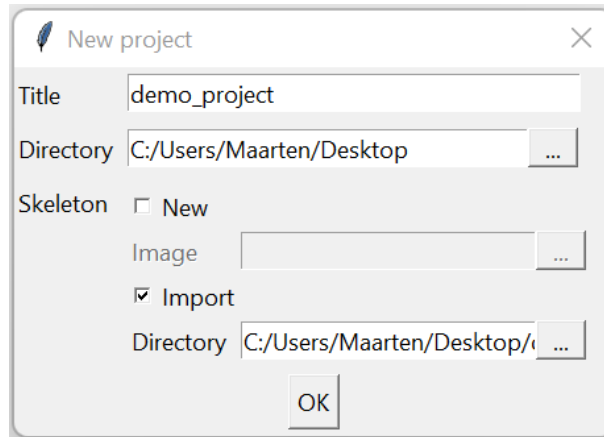 New project
Title demo_project
Directory C:/Users/Maarten/Desktop ...
Skeleton New
Image ...
Import
Directory C:/Users/Maarten/Desktop/ ...
OK